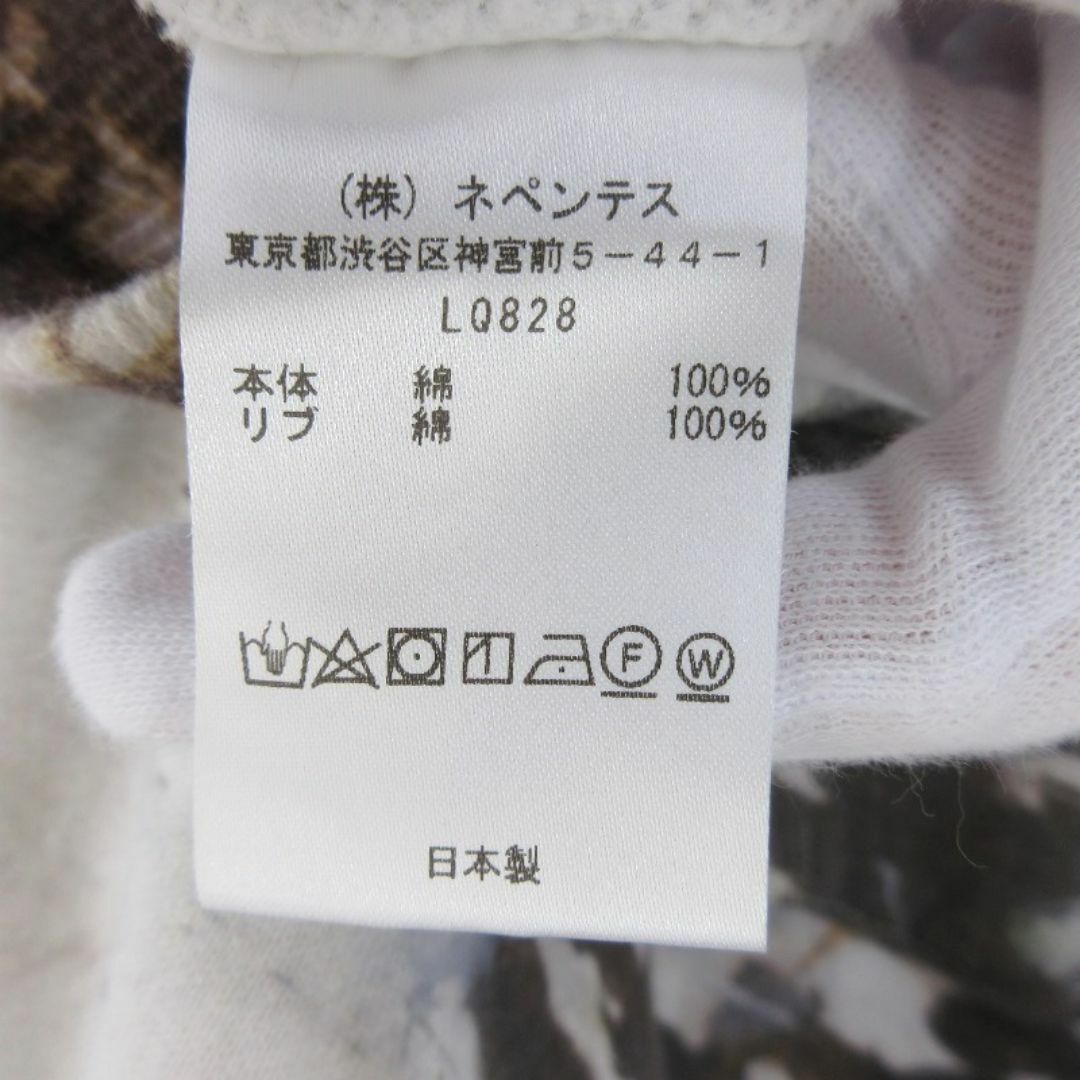 (株) ネペンテス
東京都渋谷区神宮前5-44-1
LQ828
本体 綿 100%
リブ 綿 100%
F W
日本製